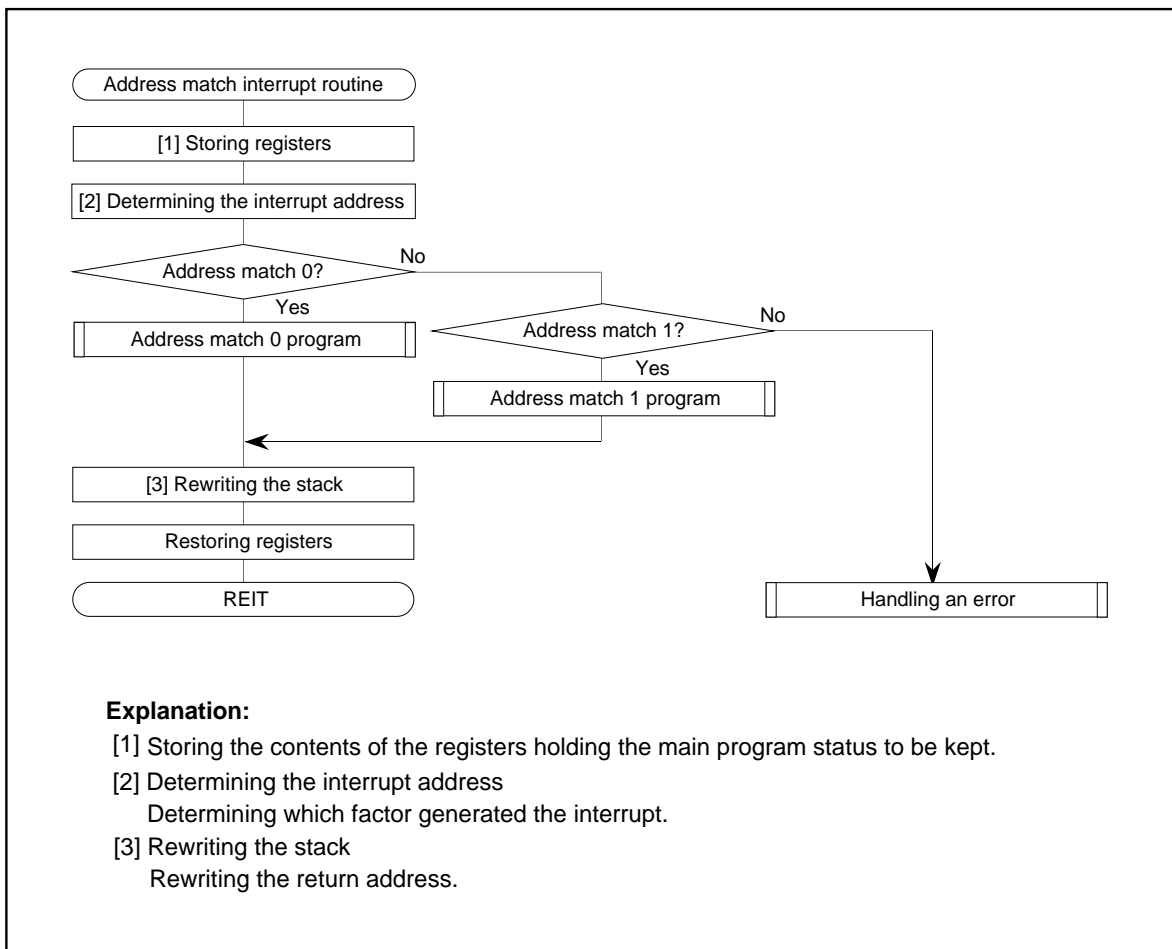 Address match interrupt routine
[1] Storing registers
[2] Determining the interrupt address
Address match 0?
No
Yes
Address match 0 program
Address match 1?
No
Yes
Address match 1 program
[3] Rewriting the stack
Restoring registers
REIT
Handling an error
Explanation:
[1] Storing the contents of the registers holding the main program status to be kept.
[2] Determining the interrupt address
Determining which factor generated the interrupt.
[3] Rewriting the stack
Rewriting the return address.